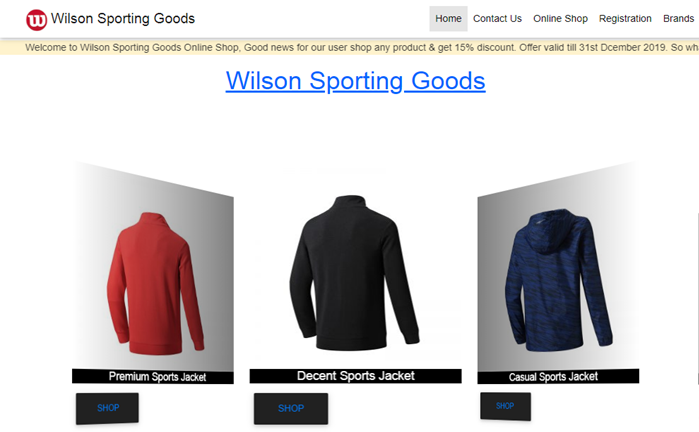 W Wilson Sporting Goods
Home Contact Us Online Shop Registration Brands
Welcome to Wilson Sporting Goods Online Shop, Good news for our user shop any product & get 15% discount. Offer valid till 31st Dcember 2019. So
Wilson Sporting Goods
Premium Sports Jacket
Decent Sports Jacket
Casual Sports Jacket
SHOP
SHOP
SHOP